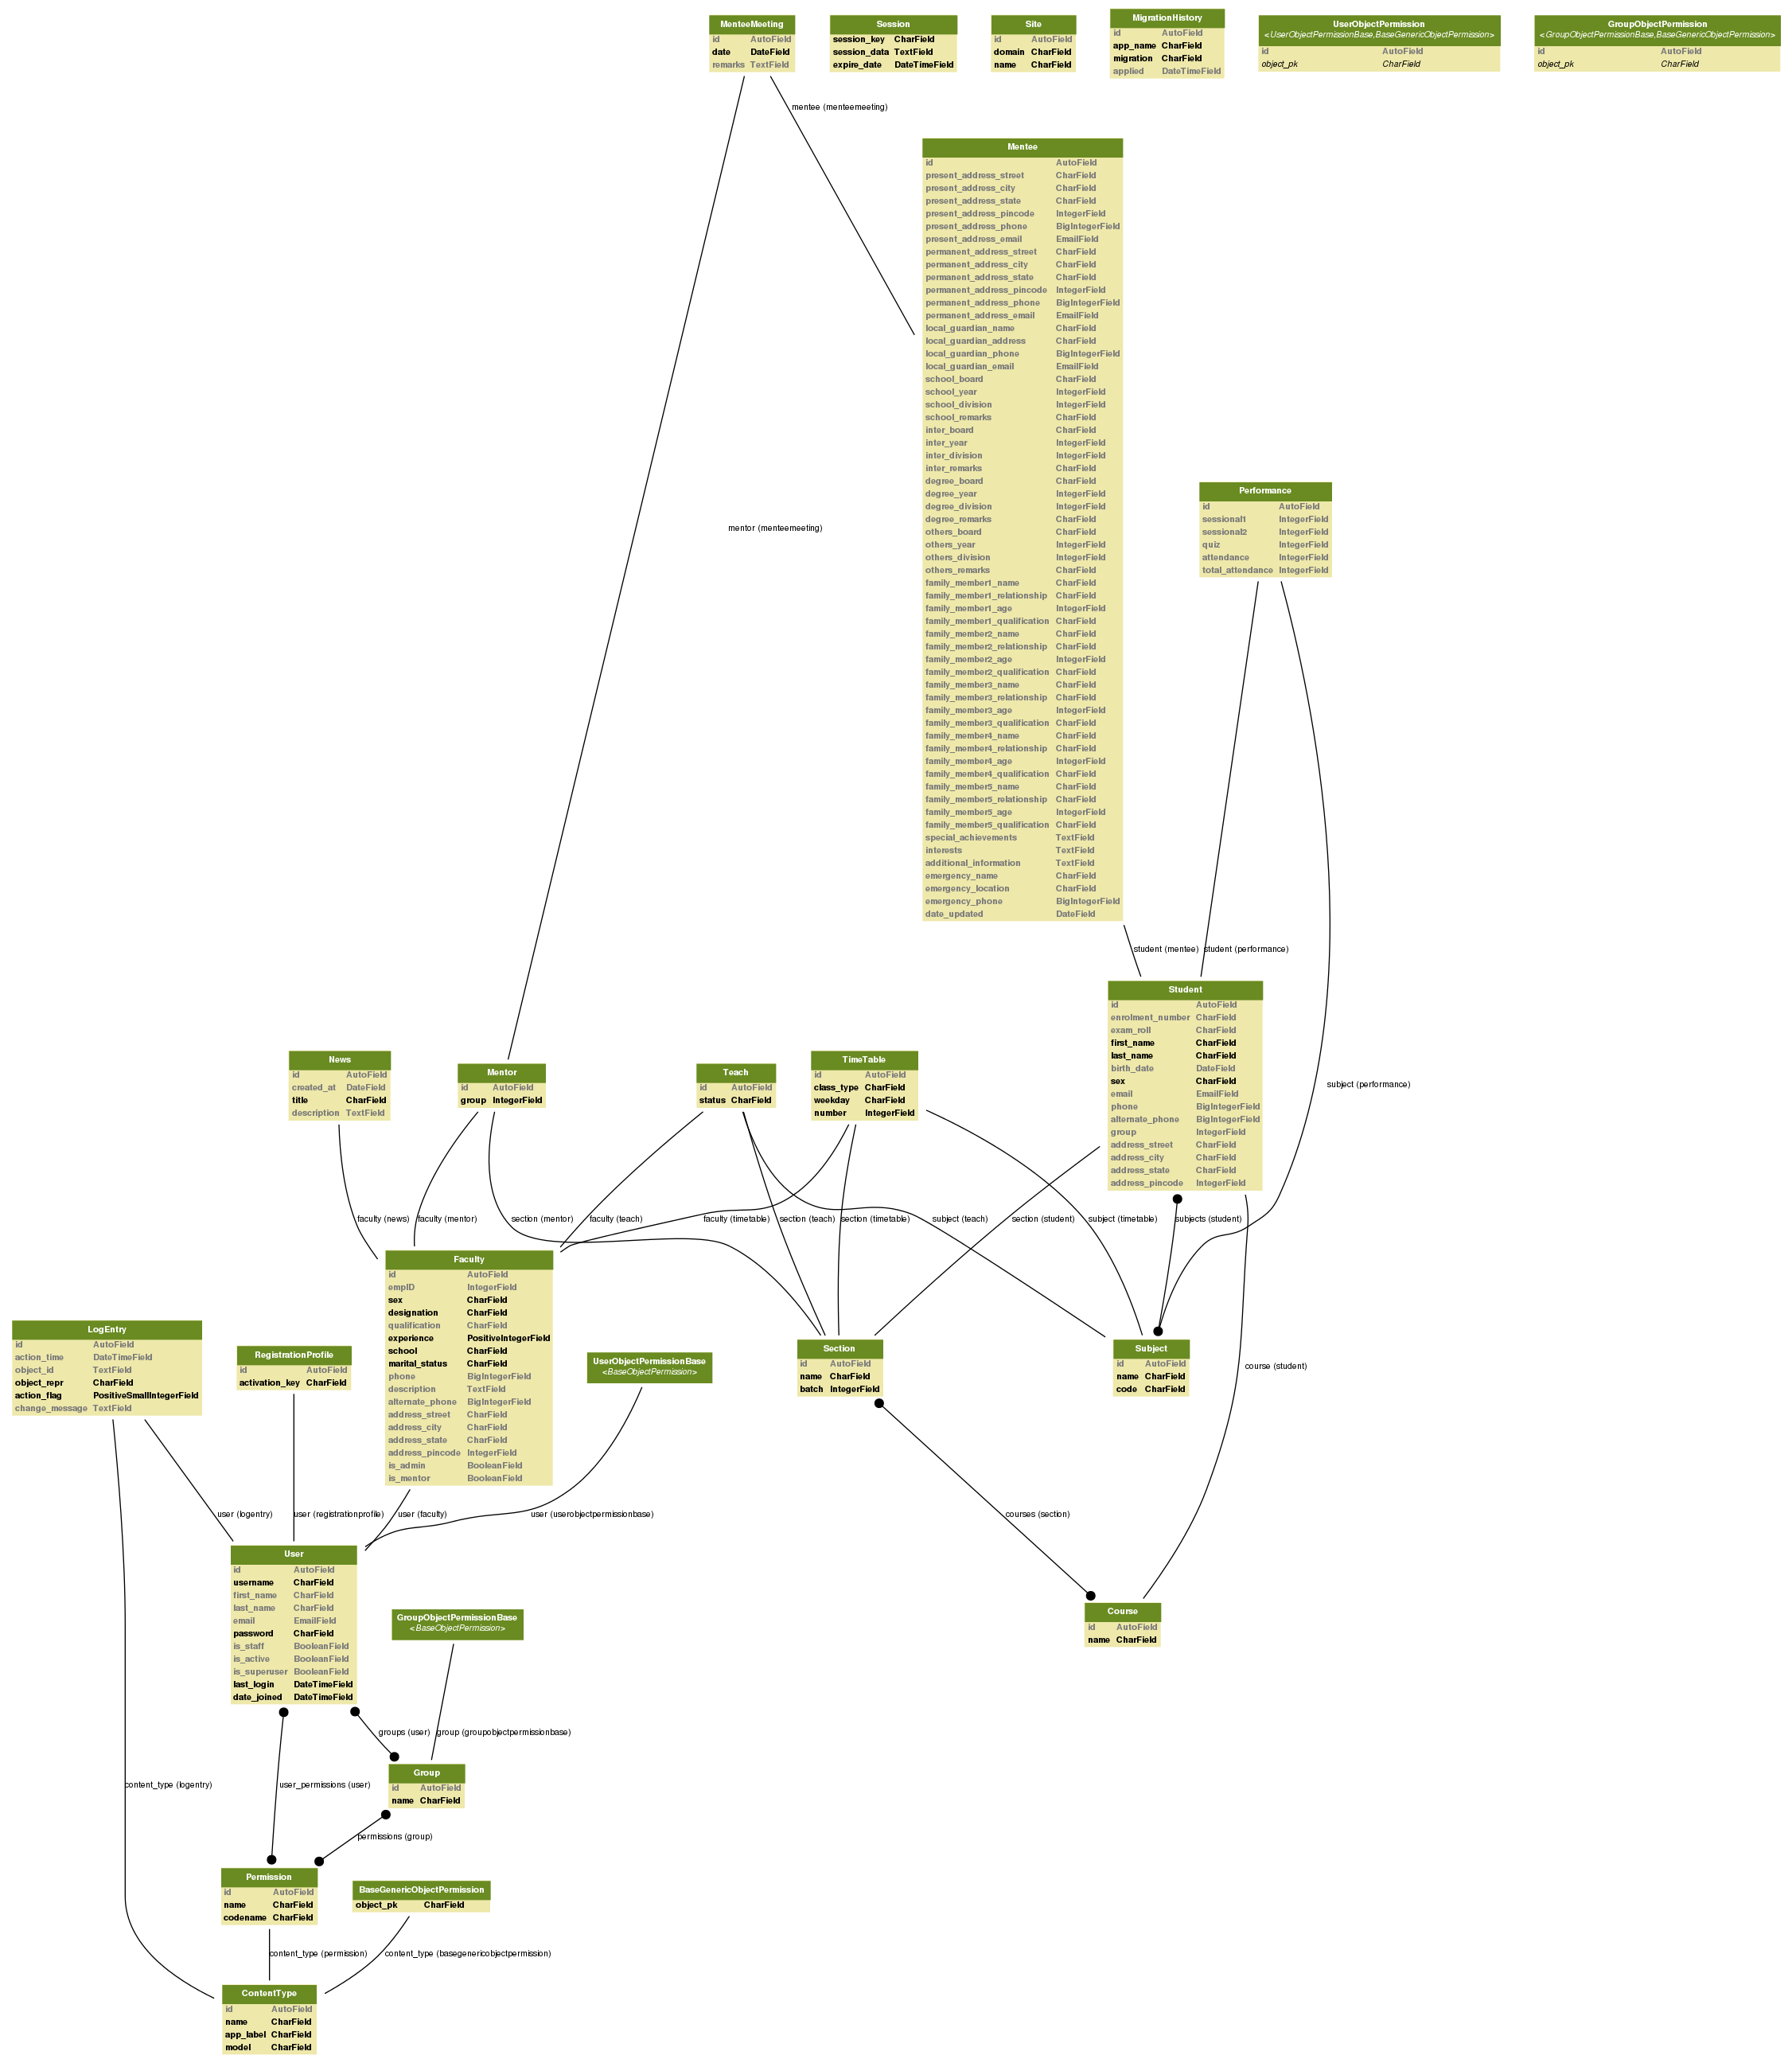 MenteeMeeting
id AutoField
date DateField
remarks TextField
Session
session_key CharField
session_data TextField
expire_date DateTimeField
Site
id AutoField
domain CharField
name CharField
MigrationHistory
id AutoField
app_name CharField
migration CharField
applied DateTimeField
UserObjectPermission
<UserObjectPermissionBase,BaseGenericObjectPermission>
id AutoField
object_pk CharField
GroupObjectPermission
<GroupObjectPermissionBase,BaseGenericObjectPermission>
id AutoField
object_pk CharField
mentee (menteemeeting)
Mentee
id AutoField
present_address_street CharField
present_address_city CharField
present_address_state CharField
present_address_pincode IntegerField
present_address_phone BigIntegerField
present_address_email EmailField
permanent_address_street CharField
permanent_address_city CharField
permanent_address_state CharField
permanent_address_pincode IntegerField
permanent_address_phone BigIntegerField
permanent_address_email EmailField
local_guardian_name CharField
local_guardian_address CharField
local_guardian_phone BigIntegerField
local_guardian_email EmailField
school_board CharField
school_year IntegerField
school_division IntegerField
school_remarks CharField
inter_board CharField
inter_year IntegerField
inter_division IntegerField
inter_remarks CharField
degree_board CharField
degree_year IntegerField
degree_division IntegerField
degree_remarks CharField
others_board CharField
others_year IntegerField
others_division IntegerField
others_remarks CharField
family_member1_name CharField
family_member1_relationship CharField
family_member1_age IntegerField
family_member1_qualification CharField
family_member2_name CharField
family_member2_relationship CharField
family_member2_age IntegerField
family_member2_qualification CharField
family_member3_name CharField
family_member3_relationship CharField
family_member3_age IntegerField
family_member3_qualification CharField
family_member4_name CharField
family_member4_relationship CharField
family_member4_age IntegerField
family_member4_qualification CharField
family_member5_name CharField
family_member5_relationship CharField
family_member5_age IntegerField
family_member5_qualification CharField
special_achievements TextField
interests TextField
additional_information TextField
emergency_name CharField
emergency_location CharField
emergency_phone BigIntegerField
date_updated DateField
mentor (menteemeeting)
Performance
id AutoField
sessional1 IntegerField
sessional2 IntegerField
quiz IntegerField
attendance IntegerField
total_attendance IntegerField
student (mentee)
student (performance)
Student
id AutoField
enrolment_number CharField
exam_roll CharField
first_name CharField
last_name CharField
birth_date DateField
sex CharField
email EmailField
phone BigIntegerField
alternate_phone BigIntegerField
group IntegerField
address_street CharField
address_city CharField
address_state CharField
address_pincode IntegerField
subject (performance)
News
id AutoField
created_at DateField
title CharField
description TextField
Mentor
id AutoField
group IntegerField
Teach
id AutoField
status CharField
TimeTable
id AutoField
class_type CharField
weekday CharField
number IntegerField
faculty (news)
faculty (mentor)
section (mentor)
faculty (teach)
faculty (timetable)
section (teach)
section (timetable)
subject (teach)
section (student)
subject (timetable)
subjects (student)
Faculty
id AutoField
empID IntegerField
sex CharField
designation CharField
qualification CharField
experience PositiveIntegerField
school CharField
marital_status CharField
phone BigIntegerField
description TextField
alternate_phone BigIntegerField
address_street CharField
address_city CharField
address_state CharField
address_pincode IntegerField
is_admin BooleanField
is_mentor BooleanField
LogEntry
id AutoField
action_time DateTimeField
object_id TextField
object_repr CharField
action_flag PositiveSmallIntegerField
change_message TextField
RegistrationProfile
id AutoField
activation_key CharField
UserObjectPermissionBase
<BaseObjectPermission>
Section
id AutoField
name CharField
batch IntegerField
Subject
id AutoField
name CharField
code CharField
course (student)
user (logentry)
user (registrationprofile)
user (faculty)
user (userobjectpermissionbase)
courses (section)
User
id AutoField
username CharField
first_name CharField
last_name CharField
email EmailField
password CharField
is_staff BooleanField
is_active BooleanField
is_superuser BooleanField
last_login DateTimeField
date_joined DateTimeField
GroupObjectPermissionBase
<BaseObjectPermission>
Course
id AutoField
name CharField
groups (user)
group (groupobjectpermissionbase)
content_type (logentry)
user_permissions (user)
Group
id AutoField
name CharField
permissions (group)
Permission
id AutoField
name CharField
codename CharField
BaseGenericObjectPermission
object_pk CharField
content_type (permission)
content_type (basegenericobjectpermission)
ContentType
id AutoField
name CharField
app_label CharField
model CharField